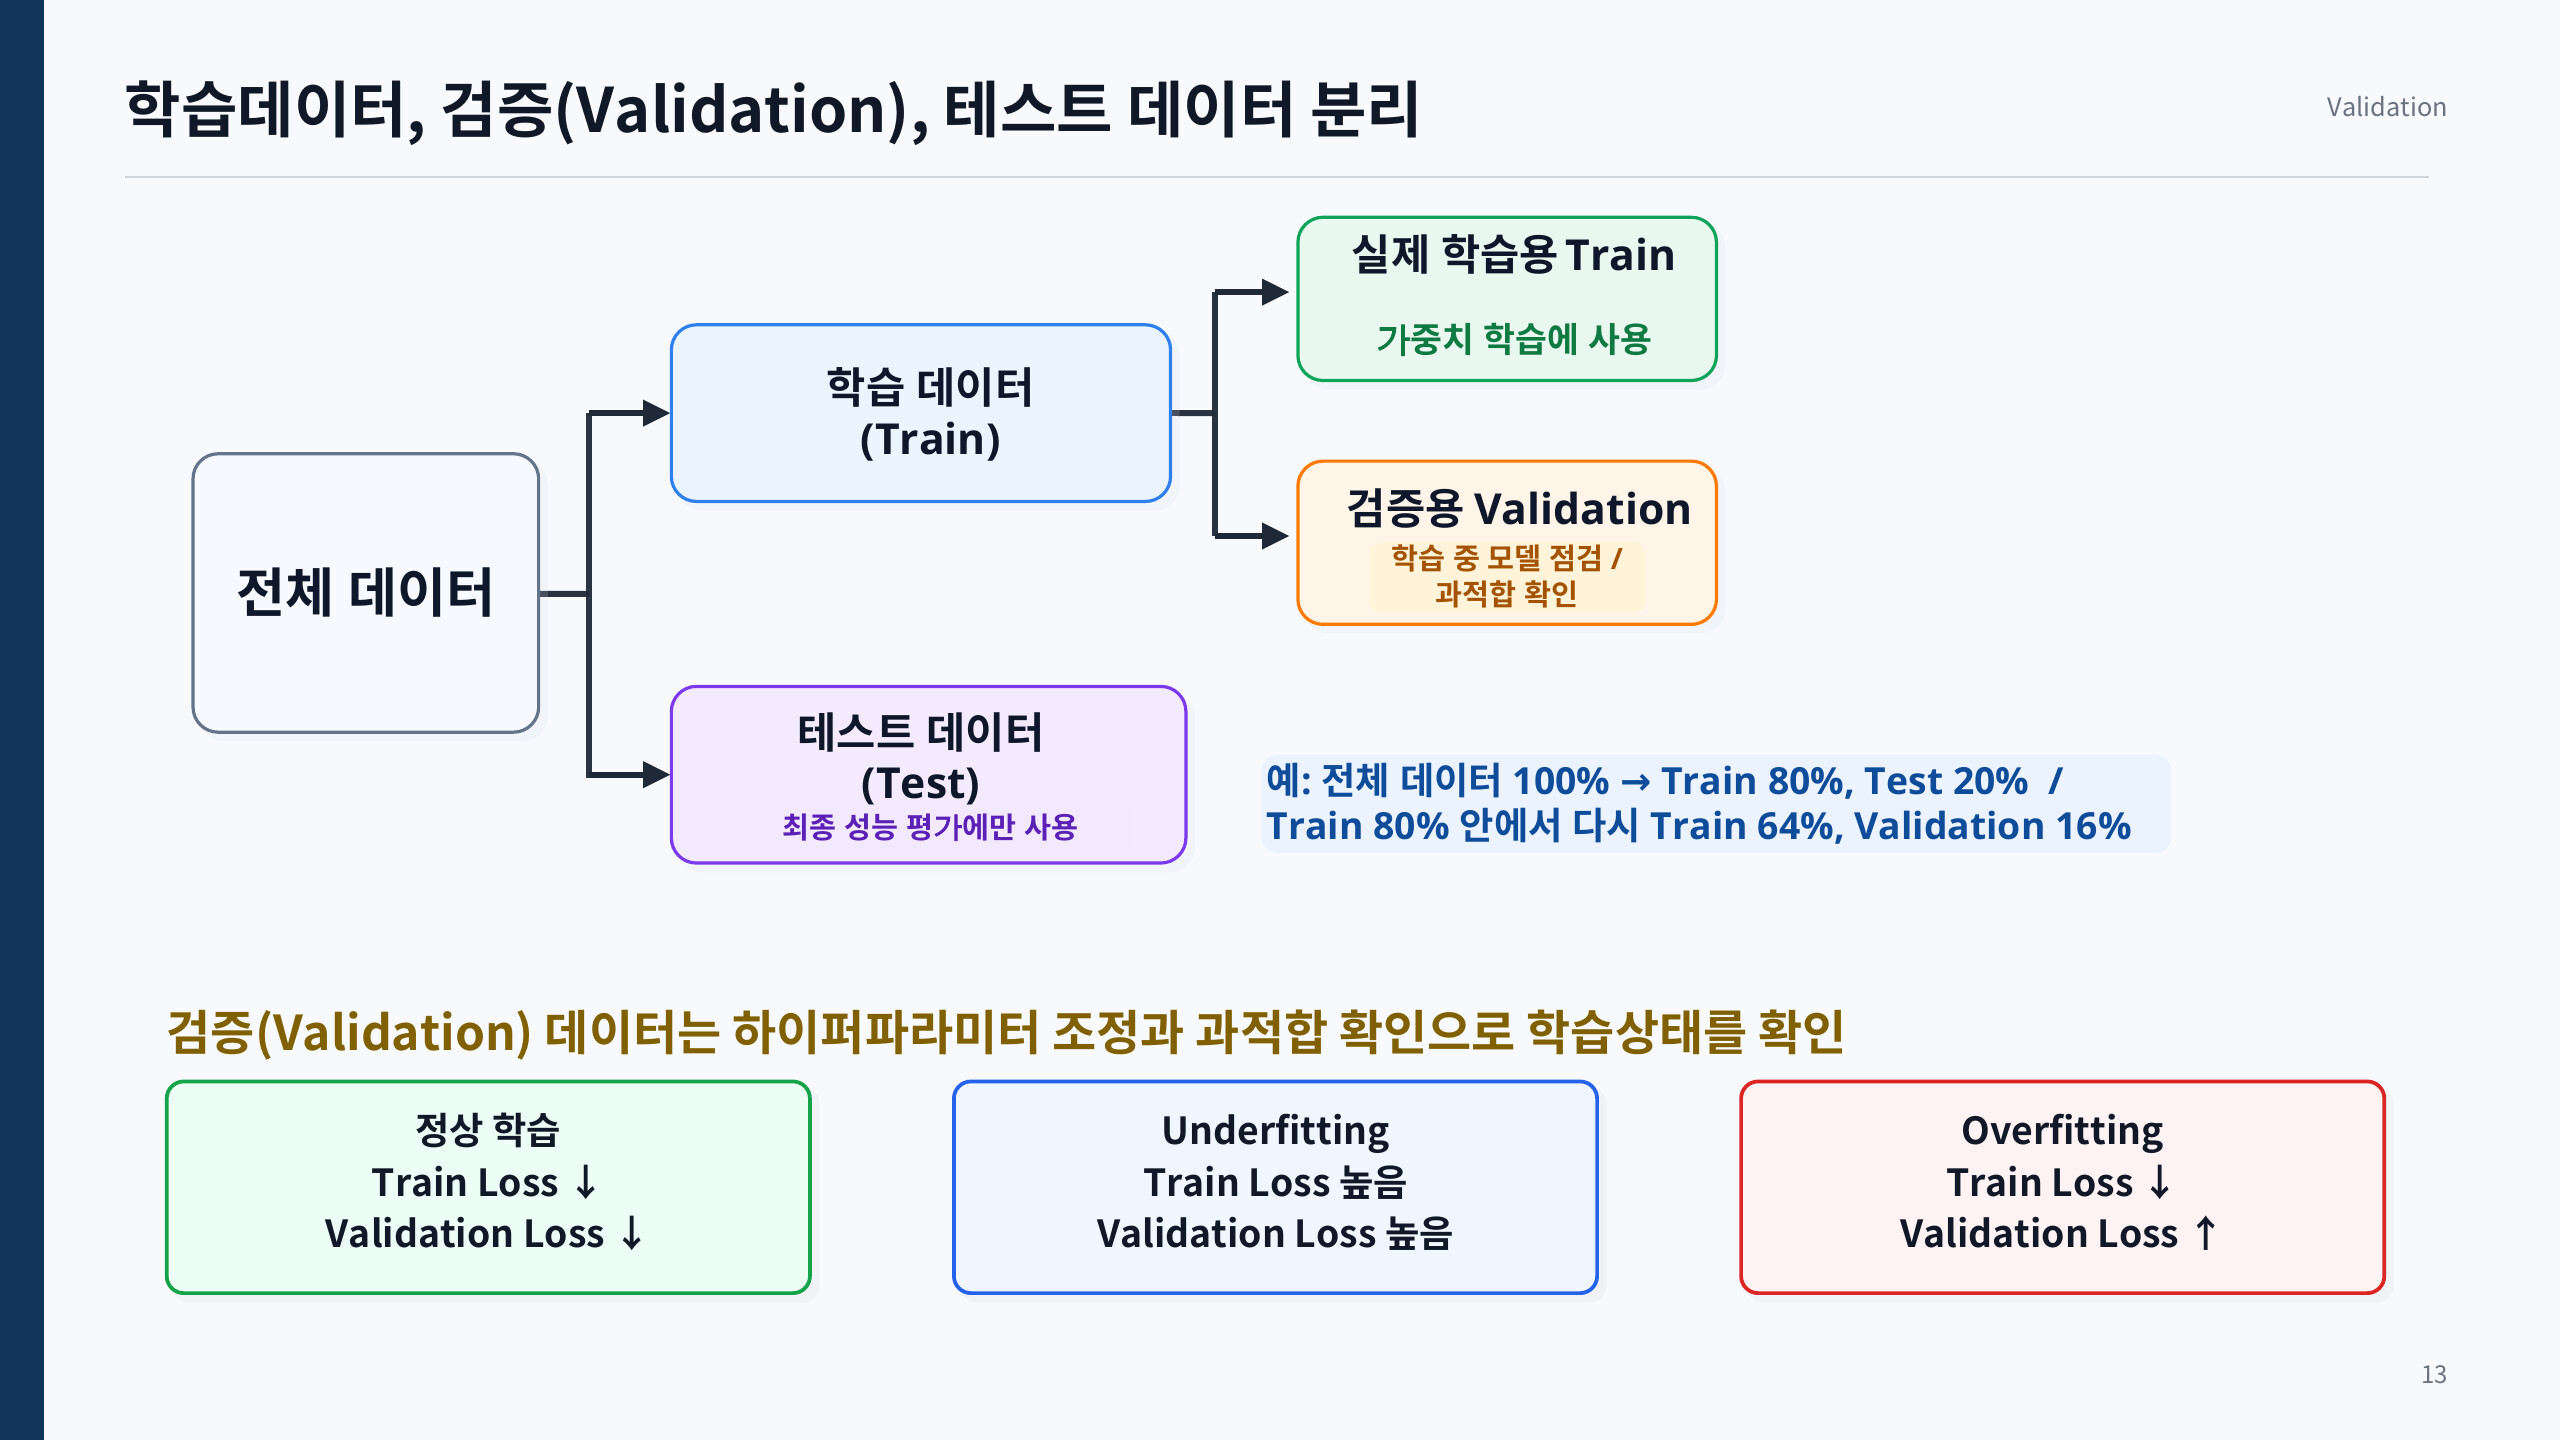 학습데이터, 검증(Validation), 테스트 데이터 분리
Validation
실제 학습용 Train
가중치 학습에 사용
학습 데이터
(Train)
검증용 Validation
학습 중 모델 점검 /
과적합 확인
전체 데이터
테스트 데이터
(Test)
최종 성능 평가에만 사용
예: 전체 데이터 100% → Train 80%, Test 20% /
Train 80% 안에서 다시 Train 64%, Validation 16%
검증(Validation) 데이터는 하이퍼파라미터 조정과 과적합 확인으로 학습상태를 확인
정상 학습
Train Loss ↓
Validation Loss ↓
Underfitting
Train Loss 높음
Validation Loss 높음
Overfitting
Train Loss ↓
Validation Loss ↑
13